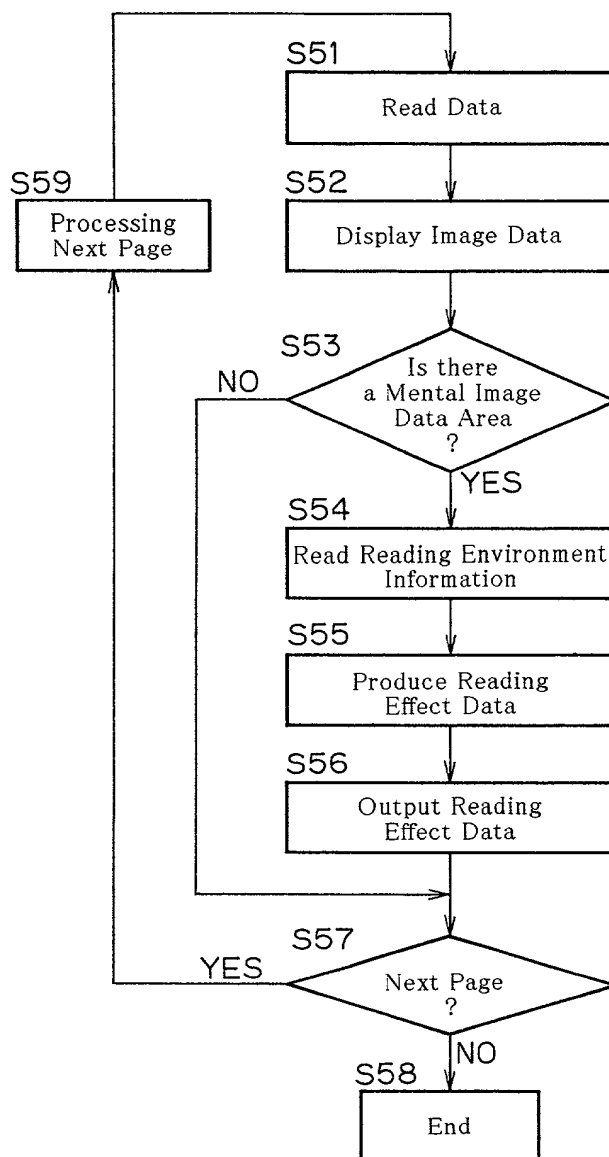 S51
Read Data
S52
Display Image Data
S59
Processing
Next Page
S53
Is there
a Mental Image
Data Area
?
NO
YES
S54
Read Reading Environment
Information
S55
Produce Reading
Effect Data
S56
Output Reading
Effect Data
S57
Next Page
?
YES
NO
S58
End